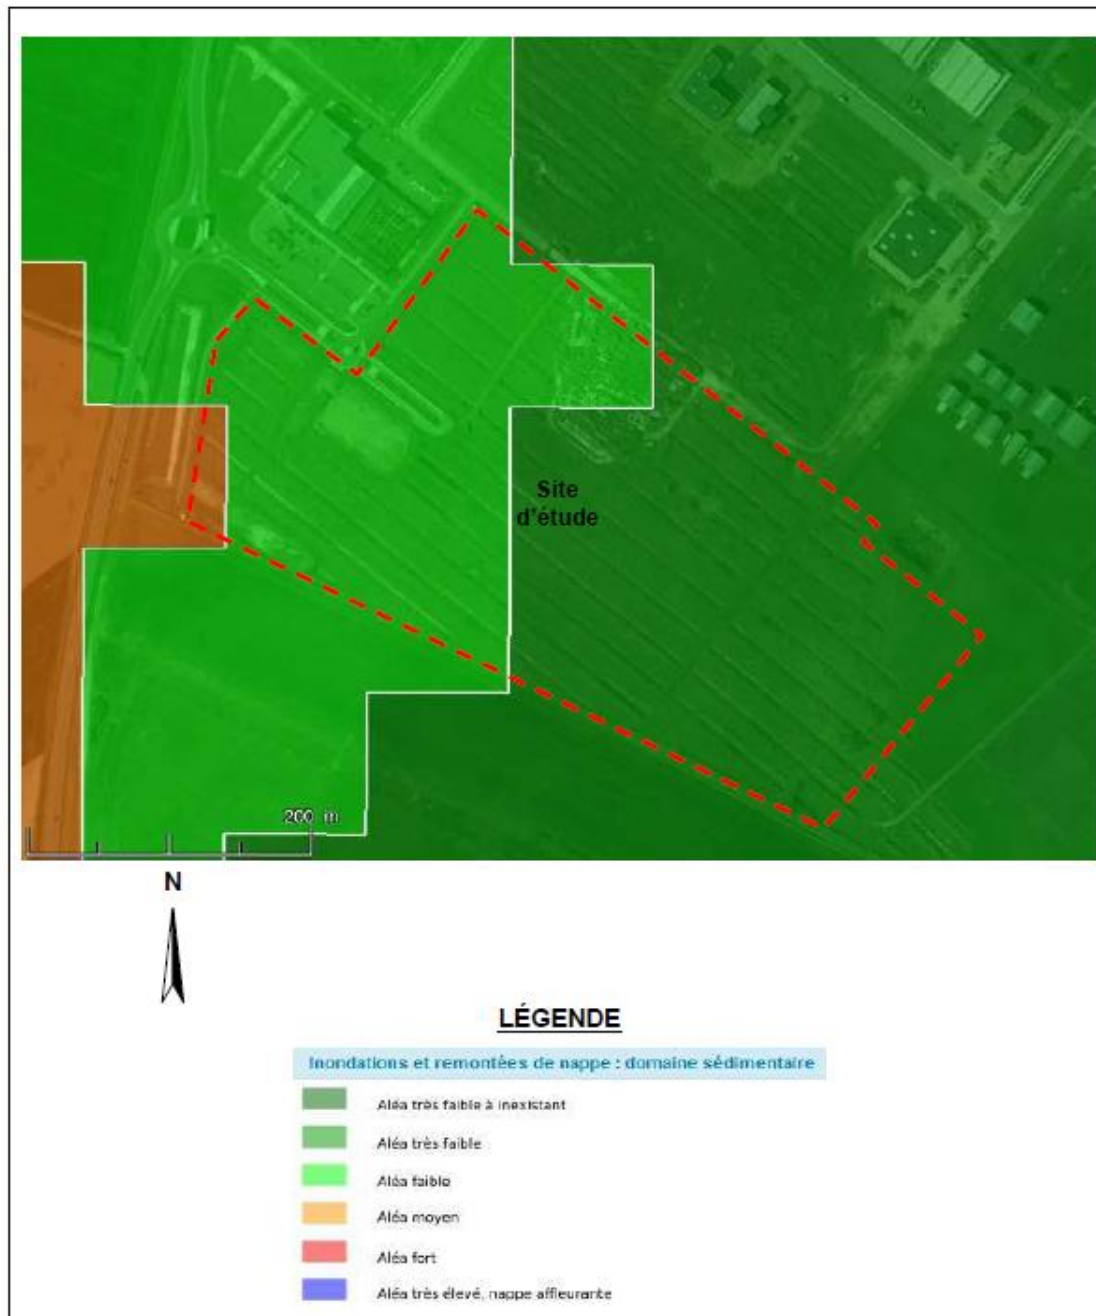 Site
d'étude
200 m
N
LÉGENDE
Inondations et remontées de nappe : domaine sédimentaire
Aléa très faible à inexistant
Aléa très faible
Aléa faible
Aléa moyen
Aléa fort
Aléa très élevé, nappe affleurante